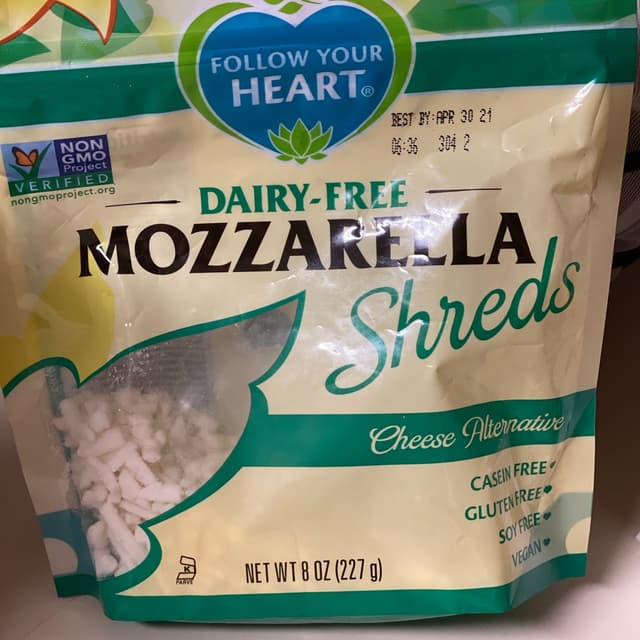 FOLLOW YOUR
HEART®
BEST BY: APR 30 21
06:36 304 2
NON
GMO
Project
VERIFIED
nongmoproject.org
DAIRY-FREE
MOZZARELLA
Shreds
Cheese Alternative
CASEIN FREE
GLUTEN FREE
SOY FREE
VEGAN
K
PARVE
NET WT 8 OZ (227 g)